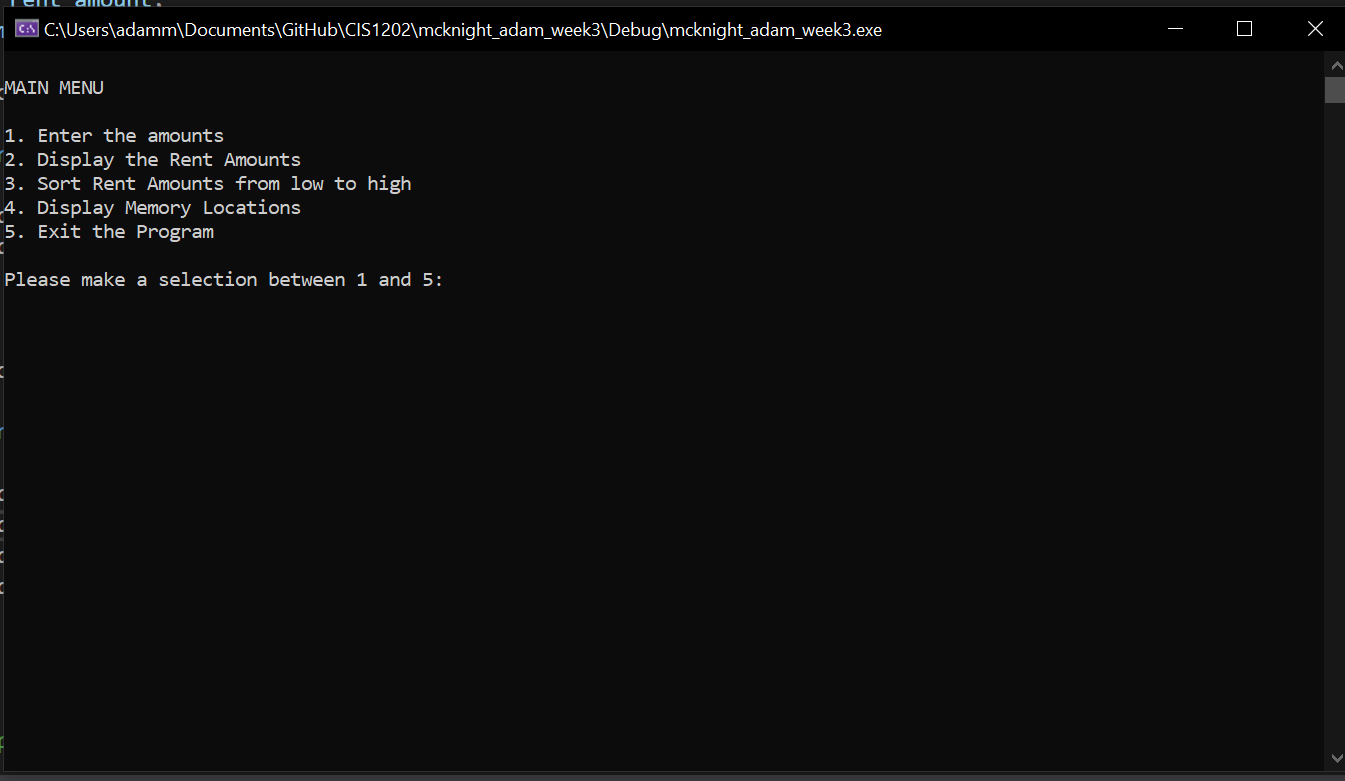 rent amount.
C:\Users\adamm\Documents\GitHub\CIS1202\mcknight_adam_week3\Debug\mcknight_adam_week3.exe
MAIN MENU
1. Enter the amounts
2. Display the Rent Amounts
3. Sort Rent Amounts from low to high
4. Display Memory Locations
5. Exit the Program
Please make a selection between 1 and 5: